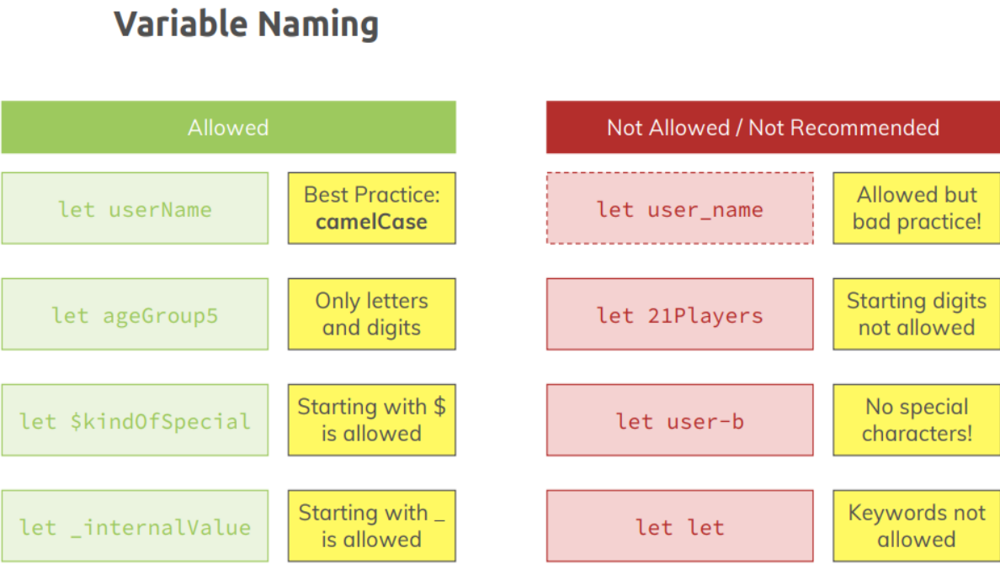 Variable Naming
Allowed
Not Allowed / Not Recommended
let userName
Best Practice:
camelCase
let user_name
Allowed but
bad practice!
let ageGroup5
Only letters
and digits
let 21Players
Starting digits
not allowed
let $kindOfSpecial
Starting with $
is allowed
let user-b
No special
characters!
let _internalValue
Starting with _
is allowed
let let
Keywords not
allowed